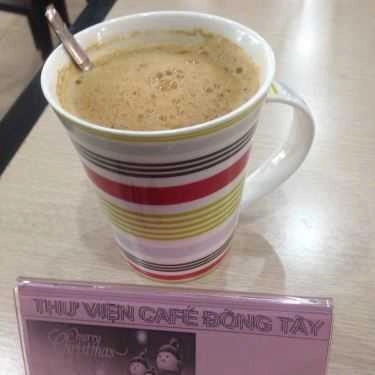 THƯ VIỆN CAFÉ ĐÔNG TÂY
Merry
Christmas